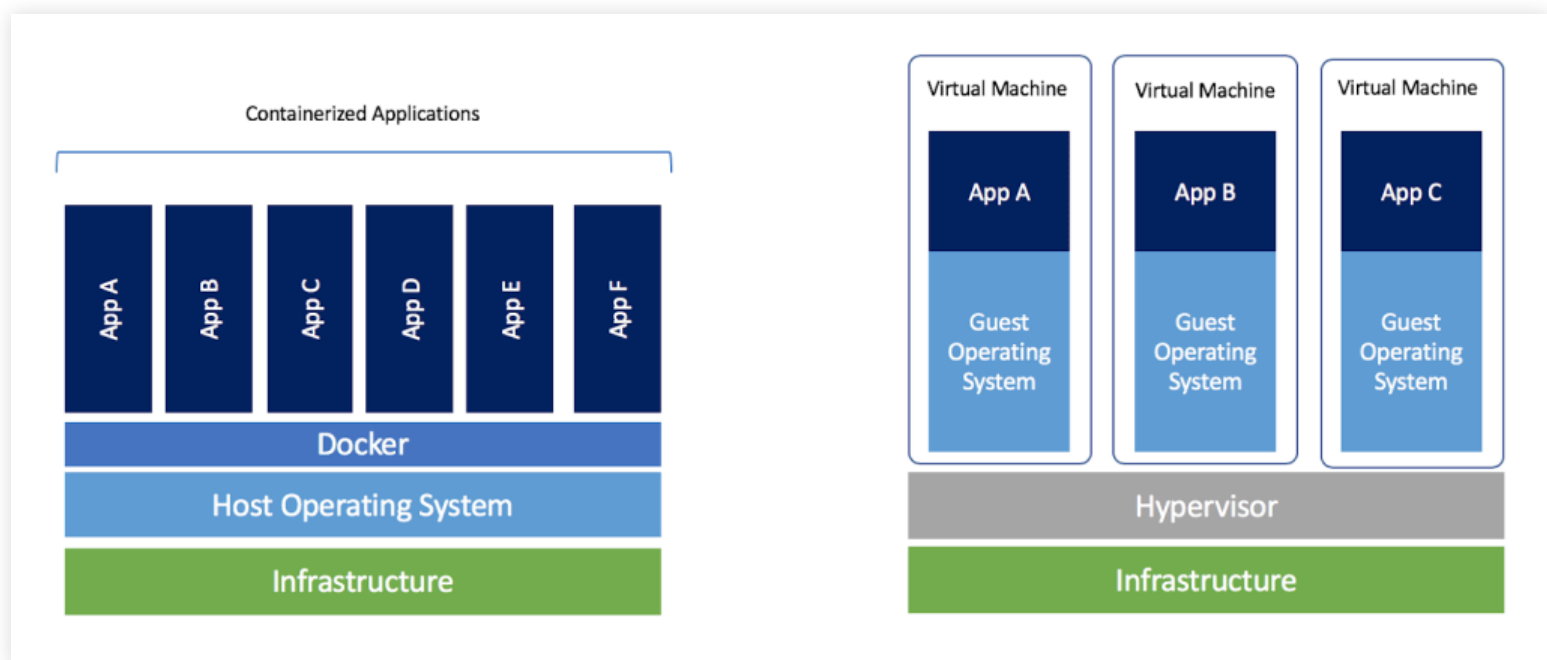 Containerized Applications
App A
App B
App C
App D
App E
App F
Docker
Host Operating System
Infrastructure
Virtual Machine
App A
Guest
Operating
System
Virtual Machine
App B
Guest
Operating
System
Virtual Machine
App C
Guest
Operating
System
Hypervisor
Infrastructure